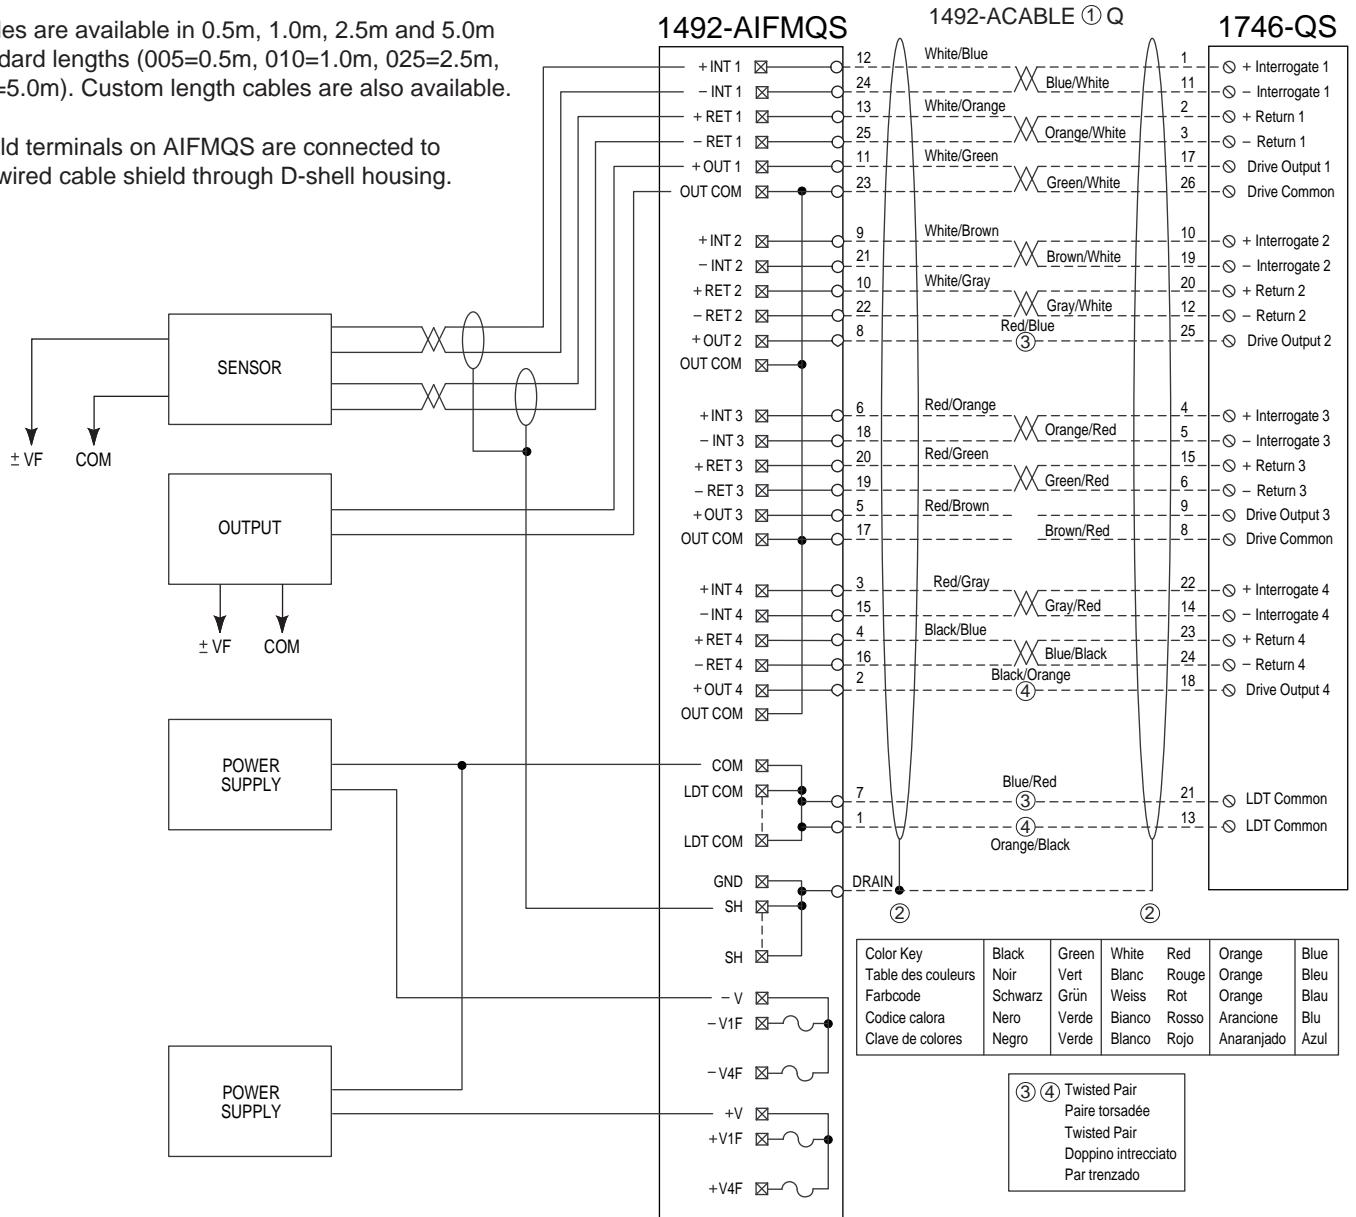 les are available in 0.5m, 1.0m, 2.5m and 5.0m
dard lengths (005=0.5m, 010=1.0m, 025=2.5m,
=5.0m). Custom length cables are also available.
ld terminals on AIFMQS are connected to
wired cable shield through D-shell housing.
1492-AIFMQS
1492-ACABLE ① Q
1746-QS
+ INT 1 12 White/Blue 1 + Interrogate 1
− INT 1 24 Blue/White 11 − Interrogate 1
+ RET 1 13 White/Orange 2 + Return 1
− RET 1 25 Orange/White 3 − Return 1
+ OUT 1 11 White/Green 17 Drive Output 1
OUT COM 23 Green/White 26 Drive Common
+ INT 2 9 White/Brown 10 + Interrogate 2
− INT 2 21 Brown/White 19 − Interrogate 2
+ RET 2 10 White/Gray 20 + Return 2
− RET 2 22 Gray/White 12 − Return 2
+ OUT 2 8 Red/Blue ③ 25 Drive Output 2
OUT COM
+ INT 3 6 Red/Orange 4 + Interrogate 3
− INT 3 18 Orange/Red 5 − Interrogate 3
+ RET 3 20 Red/Green 15 + Return 3
− RET 3 19 Green/Red 6 − Return 3
+ OUT 3 5 Red/Brown 9 Drive Output 3
OUT COM 17 Brown/Red 8 Drive Common
+ INT 4 3 Red/Gray 22 + Interrogate 4
− INT 4 15 Gray/Red 14 − Interrogate 4
+ RET 4 4 Black/Blue 23 + Return 4
− RET 4 16 Blue/Black 24 − Return 4
+ OUT 4 2 Black/Orange ④ 18 Drive Output 4
OUT COM
COM
LDT COM 7 Blue/Red ③ 21 LDT Common
1 ④ Orange/Black 13 LDT Common
LDT COM
GND DRAIN
SH ② ②
SH
− V
− V1F
− V4F
+V
+V1F
+V4F
SENSOR
± VF COM
OUTPUT
± VF COM
POWER
SUPPLY
POWER
SUPPLY
Color Key Black Green White Red Orange Blue
Table des couleurs Noir Vert Blanc Rouge Orange Bleu
Farbcode Schwarz Grün Weiss Rot Orange Blau
Codice calora Nero Verde Bianco Rosso Arancione Blu
Clave de colores Negro Verde Blanco Rojo Anaranjado Azul
③ ④ Twisted Pair
Paire torsadée
Twisted Pair
Doppino intrecciato
Par trenzado